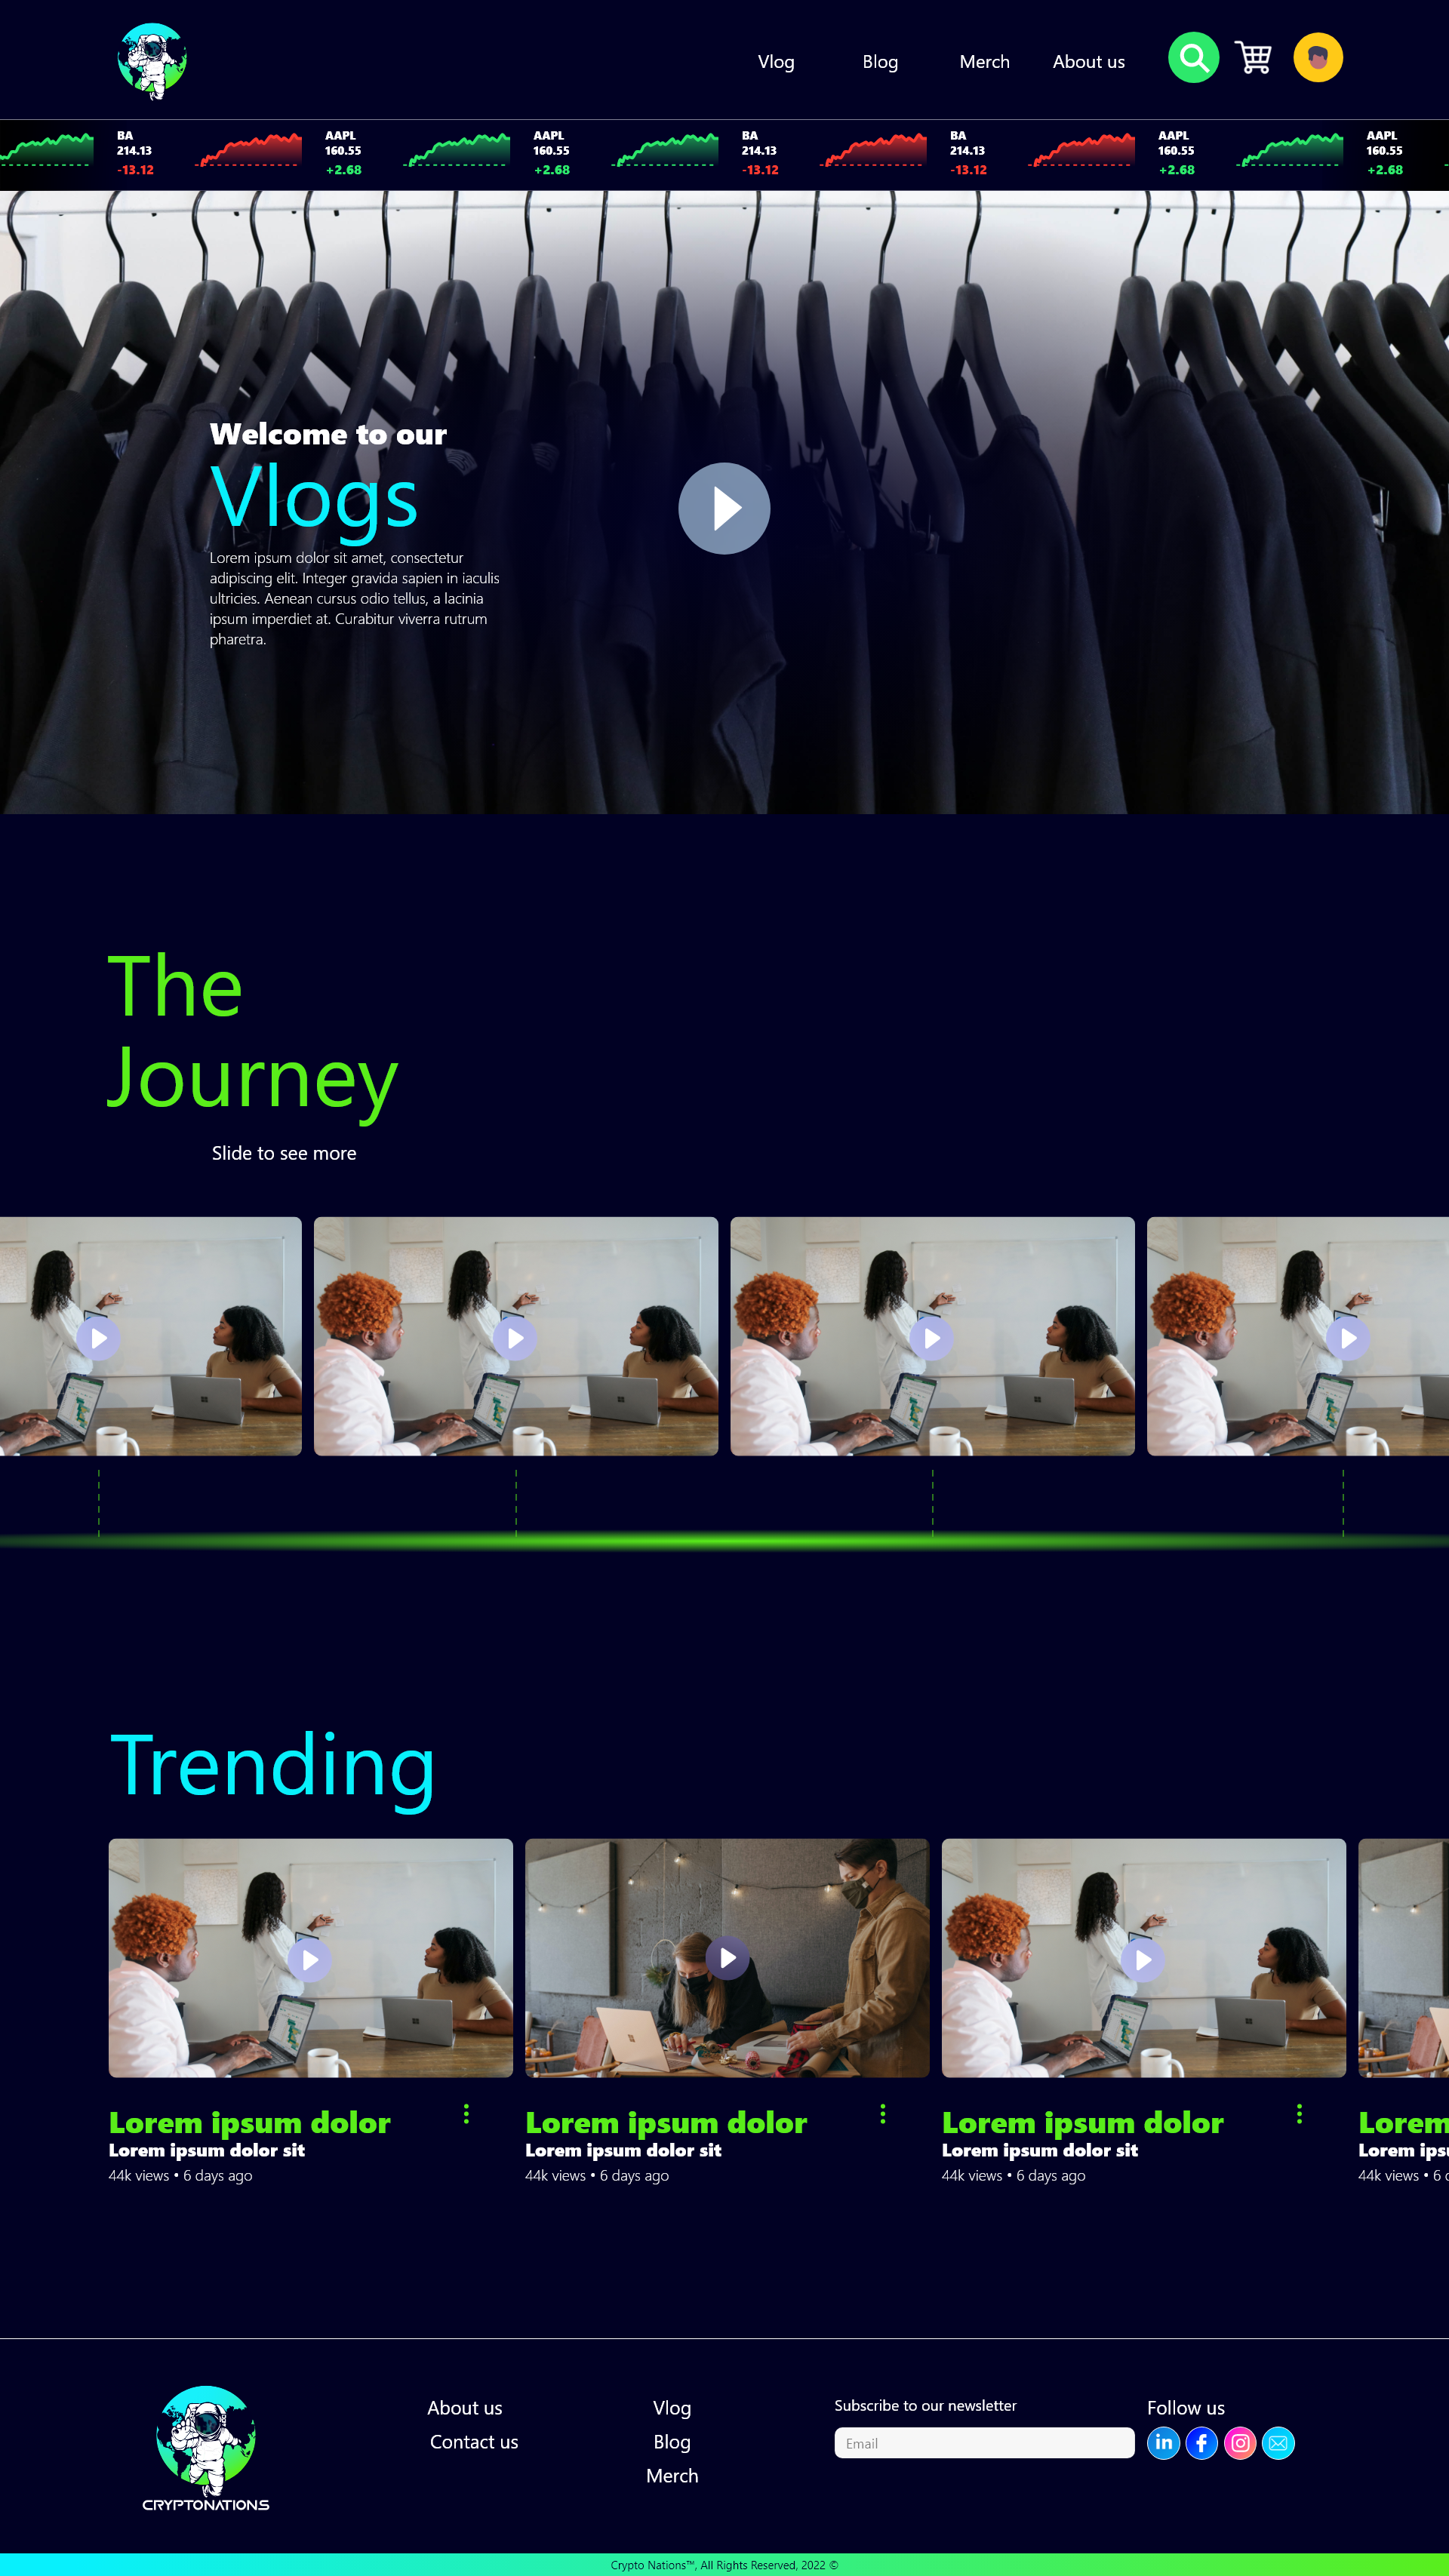 Vlog
Blog
Merch
About us
BA
214.13
-13.12
AAPL
160.55
+2.68
AAPL
160.55
+2.68
BA
214.13
-13.12
BA
214.13
-13.12
AAPL
160.55
+2.68
AAPL
160.55
+2.68
Welcome to our
Vlogs
Lorem ipsum dolor sit amet, consectetur
adipiscing elit. Integer gravida sapien in iaculis
ultricies. Aenean cursus odio tellus, a lacinia
ipsum imperdiet at. Curabitur viverra rutrum
pharetra.
The
Journey
Slide to see more
Trending
Lorem ipsum dolor
Lorem ipsum dolor sit
44k views • 6 days ago
Lorem ipsum dolor
Lorem ipsum dolor sit
44k views • 6 days ago
Lorem ipsum dolor
Lorem ipsum dolor sit
44k views • 6 days ago
Lorem
Lorem ips
44k views • 6
CRYPTONATIONS
About us
Contact us
Vlog
Blog
Merch
Subscribe to our newsletter
Email
Follow us
in
f
Crypto Nations™, All Rights Reserved, 2022 ©